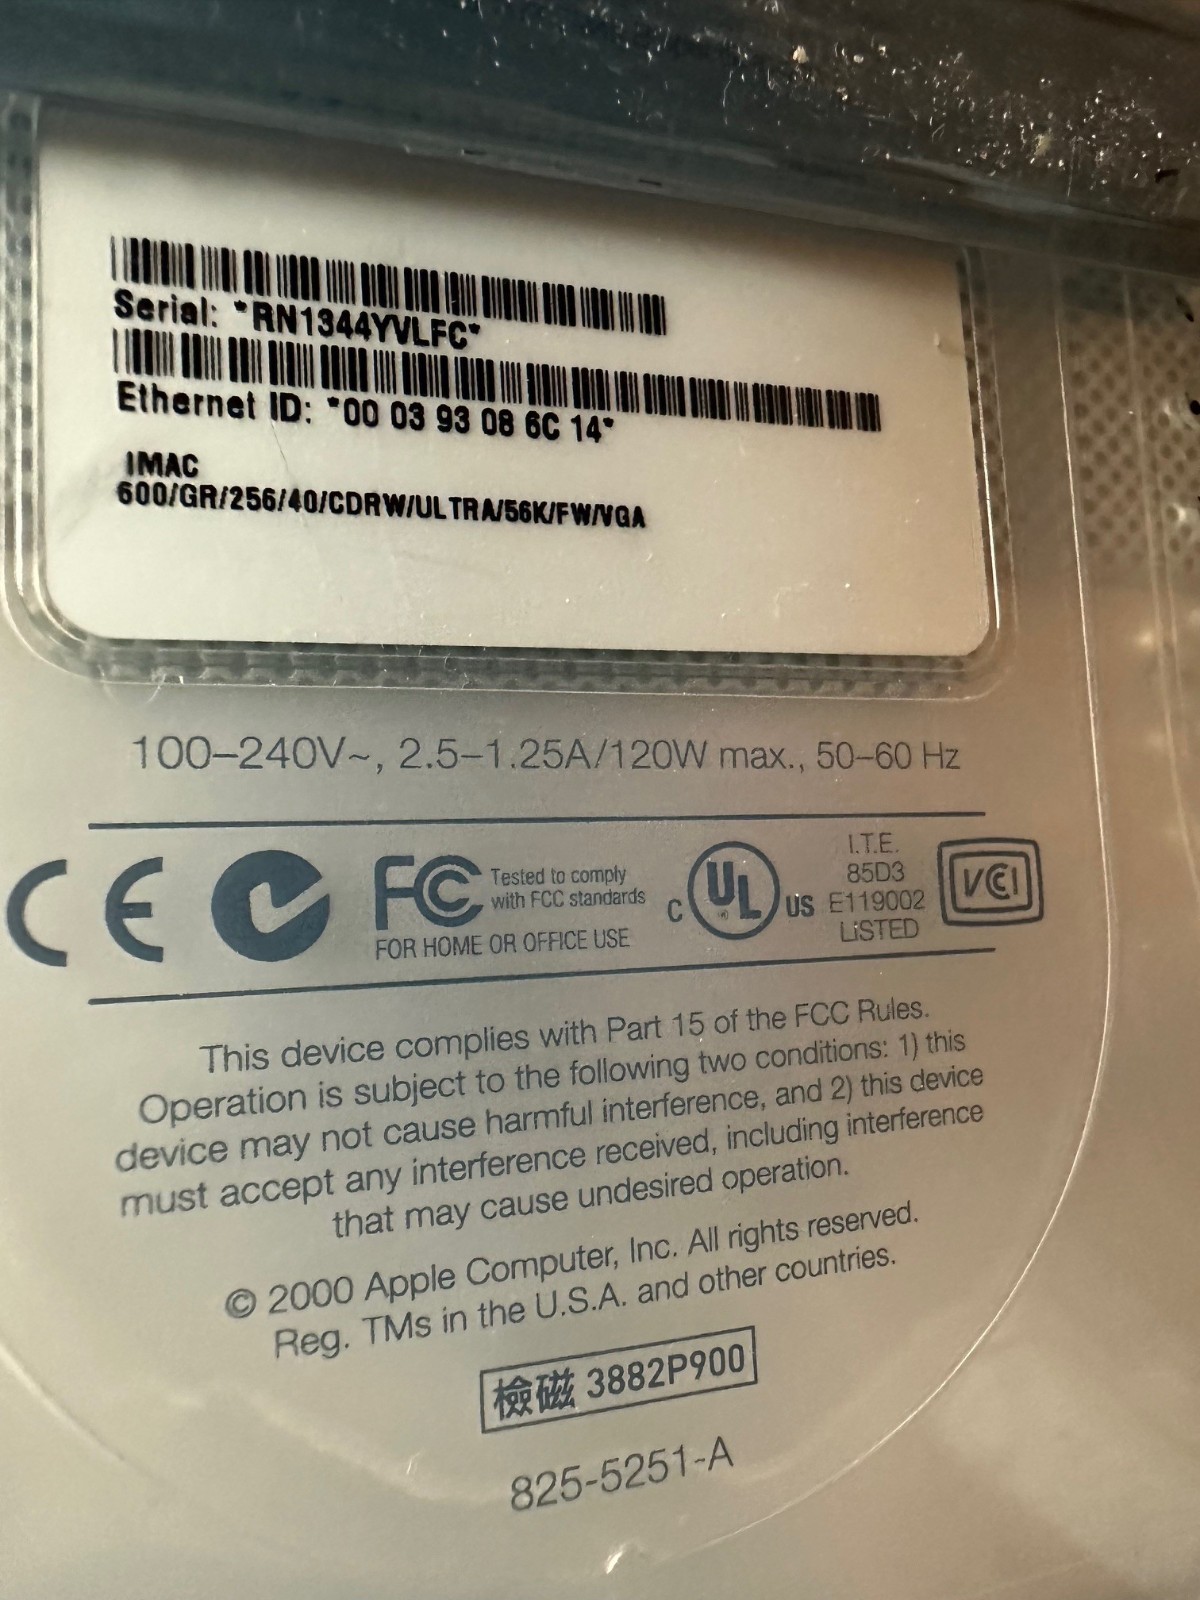 Serial: *RN1344YVLFC*
Ethernet ID: *00 03 93 08 6C 14*
IMAC
600/GR/256/40/CDRW/ULTRA/56K/FW/VGA
100–240V~, 2.5–1.25A/120W max., 50–60 Hz
CE FC Tested to comply
with FCC standards
FOR HOME OR OFFICE USE
C UL ® US
I.T.E.
85D3
E119002
LISTED
VCI
This device complies with Part 15 of the FCC Rules.
Operation is subject to the following two conditions: 1) this
device may not cause harmful interference, and 2) this device
must accept any interference received, including interference
that may cause undesired operation.
© 2000 Apple Computer, Inc. All rights reserved.
Reg. TMs in the U.S.A. and other countries.
檢磁 3882P900
825-5251-A